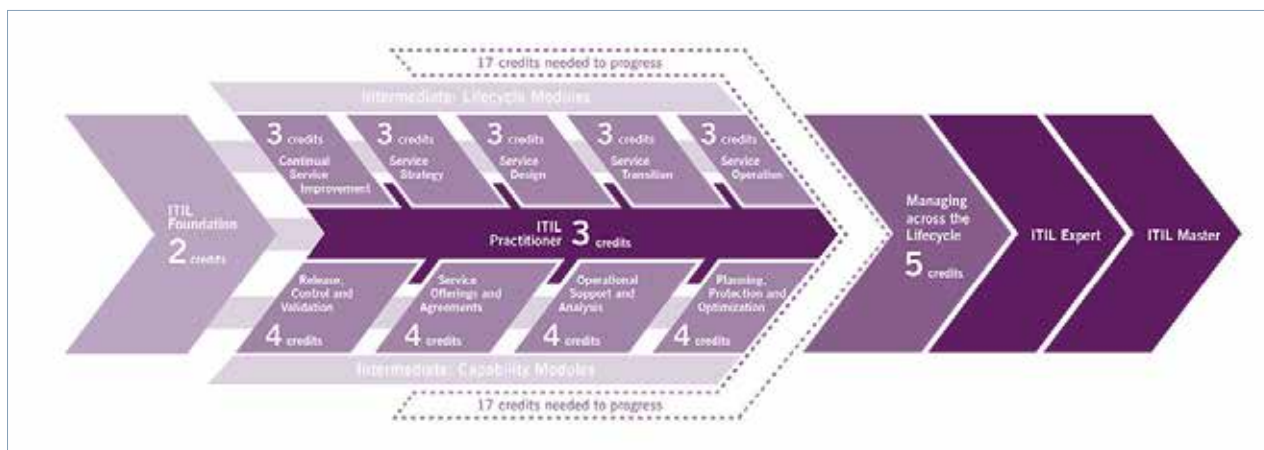 17 credits needed to progress
Intermediate: Lifecycle Modules
3 credits
Continual
Service
Improvement
3 credits
Service
Strategy
3 credits
Service
Design
3 credits
Service
Transition
3 credits
Service
Operation
ITIL
Foundation
2 credits
ITIL
Practitioner 3 credits
Release,
Control and
Validation
4 credits
Service
Offerings and
Agreements
4 credits
Operational
Support and
Analysis
4 credits
Planning,
Protection and
Optimization
4 credits
Intermediate: Capability Modules
17 credits needed to progress
Managing
across the
Lifecycle
5 credits
ITIL Expert
ITIL Master